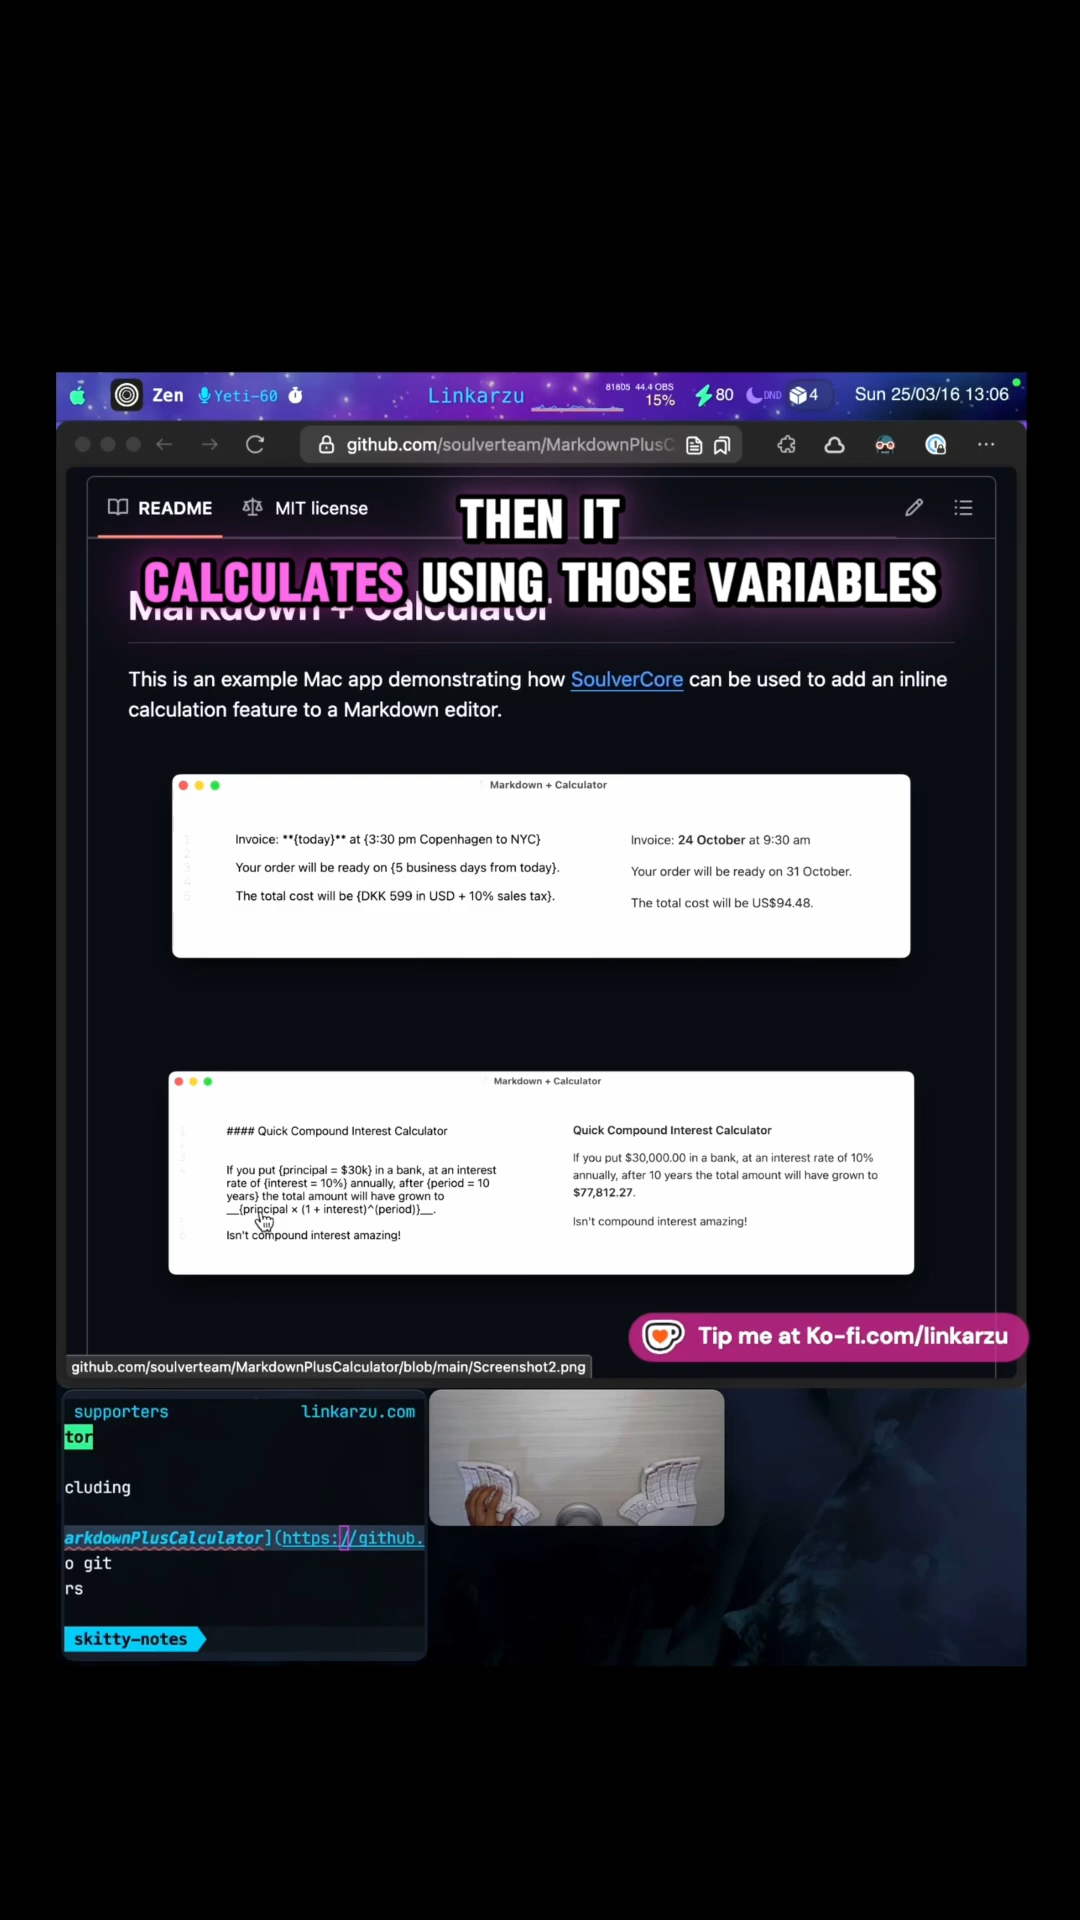 Zen Yeti-60 Linkarzu 81805 44.4 OBS 15% 80 DND 4 Sun 25/03/16 13:06
github.com/soulverteam/MarkdownPlusC
README MIT license
THEN IT
CALCULATES USING THOSE VARIABLES
Markdown + Calculator
This is an example Mac app demonstrating how SoulverCore can be used to add an inline
calculation feature to a Markdown editor.
Markdown + Calculator
Invoice: **{today}** at {3:30 pm Copenhagen to NYC}
Your order will be ready on {5 business days from today}.
The total cost will be {DKK 599 in USD + 10% sales tax}.
Invoice: 24 October at 9:30 am
Your order will be ready on 31 October.
The total cost will be US$94.48.
Markdown + Calculator
#### Quick Compound Interest Calculator
If you put {principal = $30k} in a bank, at an interest
rate of {interest = 10%} annually, after {period = 10
years} the total amount will have grown to
__{principal × (1 + interest)^(period)}__.
Isn't compound interest amazing!
Quick Compound Interest Calculator
If you put $30,000.00 in a bank, at an interest rate of 10%
annually, after 10 years the total amount will have grown to
$77,812.27.
Isn't compound interest amazing!
Tip me at Ko-fi.com/linkarzu
github.com/soulverteam/MarkdownPlusCalculator/blob/main/Screenshot2.png
supporters linkarzu.com
tor
cluding
arkdownPlusCalculator](https://github.
o git
rs
skitty-notes